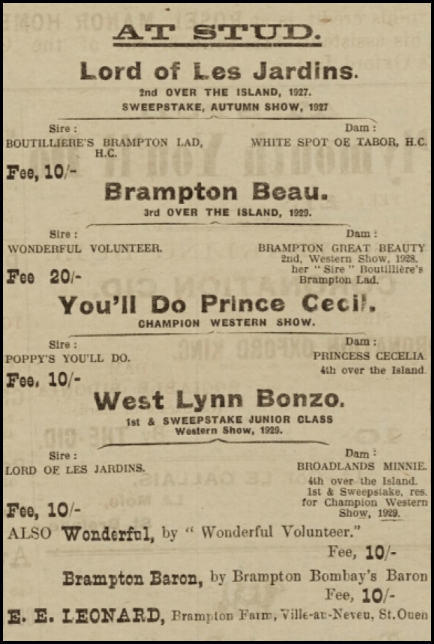 AT STUD.
Lord of Les Jardins.
2nd OVER THE ISLAND, 1927.
SWEEPSTAKE, AUTUMN SHOW, 1927
Sire : Dam :
BOUTILLIERE'S BRAMPTON LAD, WHITE SPOT OE TABOR, H.C.
H.C.
Fee, 10/-
Brampton Beau.
3rd OVER THE ISLAND, 1929.
Sire : Dam :
WONDERFUL VOLUNTEER. BRAMPTON GREAT BEAUTY
2nd, Western Show, 1928.
her "Sire" Boutillière's
Fee 20/- Brampton Lad.
You'll Do Prince Cecil.
CHAMPION WESTERN SHOW.
Sire : Dam :
POPPY'S YOU'LL DO. PRINCESS CECELIA
4th over the Island.
Fee, 10/-
West Lynn Bonzo.
1st & SWEEPSTAKE JUNIOR CLASS
Western Show, 1929.
Sire : Dam :
LORD OF LES JARDINS. BROADLANDS MINNIE.
4th over the Island.
1st & Sweepstake, res.
for Champion Western
Fee, 10/- Show, 1929.
ALSO Wonderful, by " Wonderful Volunteer."
Fee, 10/-
Brampton Baron, by Brampton Bombay's Baron
Fee, 10/-
E. E. LEONARD, Brampton Farm, Ville-au-Neveu, St.Ouen